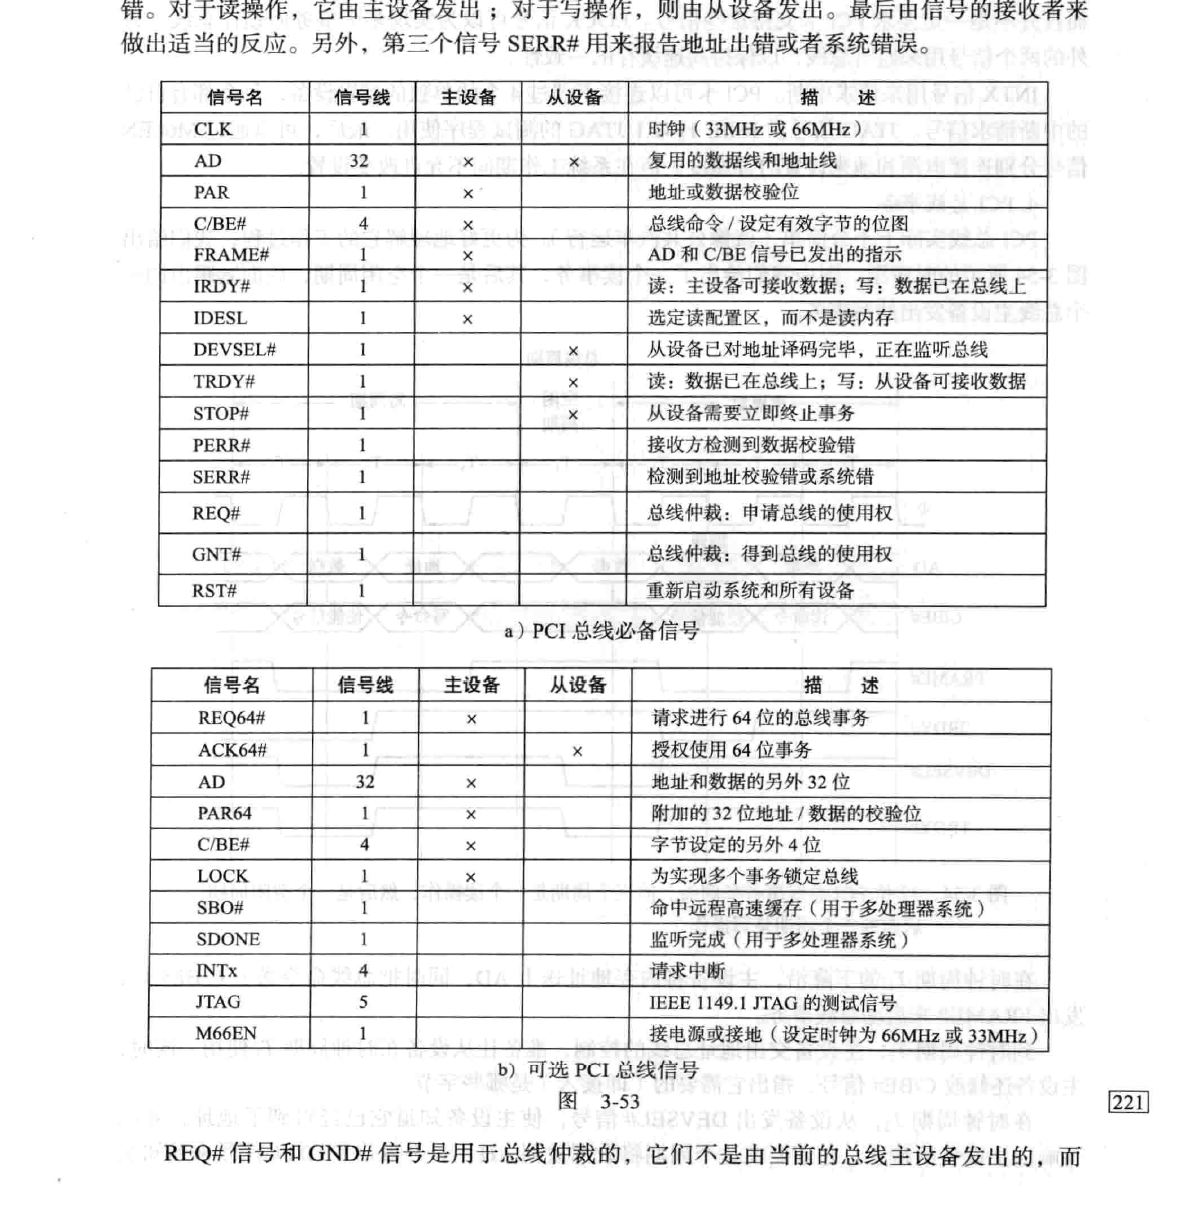 错。对于读操作，它由主设备发出；对于写操作，则由从设备发出。最后由信号的接收者来
做出适当的反应。另外，第三个信号 SERR# 用来报告地址出错或者系统错误。
信号名 信号线 主设备 从设备 描 述
CLK 1 时钟（33MHz 或 66MHz）
AD 32 × × 复用的数据线和地址线
PAR 1 × 地址或数据校验位
C/BE# 4 × 总线命令/设定有效字节的位图
FRAME# 1 × AD 和 C/BE 信号已发出的指示
IRDY# 1 × 读：主设备可接收数据；写：数据已在总线上
IDESL 1 × 选定读配置区，而不是读内存
DEVSEL# 1 × 从设备已对地址译码完毕，正在监听总线
TRDY# 1 × 读：数据已在总线上；写：从设备可接收数据
STOP# 1 × 从设备需要立即终止事务
PERR# 1 接收方检测到数据校验错
SERR# 1 检测到地址校验错或系统错
REQ# 1 总线仲裁：申请总线的使用权
GNT# 1 总线仲裁：得到总线的使用权
RST# 1 重新启动系统和所有设备
a）PCI 总线必备信号
信号名 信号线 主设备 从设备 描 述
REQ64# 1 × 请求进行 64 位的总线事务
ACK64# 1 × 授权使用 64 位事务
AD 32 × 地址和数据的另外 32 位
PAR64 1 × 附加的 32 位地址/数据的校验位
C/BE# 4 × 字节设定的另外 4 位
LOCK 1 × 为实现多个事务锁定总线
SBO# 1 命中远程高速缓存（用于多处理器系统）
SDONE 1 监听完成（用于多处理器系统）
INTx 4 请求中断
JTAG 5 IEEE 1149.1 JTAG 的测试信号
M66EN 1 接电源或接地（设定时钟为 66MHz 或 33MHz）
b）可选 PCI 总线信号
图 3-53
221
REQ# 信号和 GND# 信号是用于总线仲裁的，它们不是由当前的总线主设备发出的，而